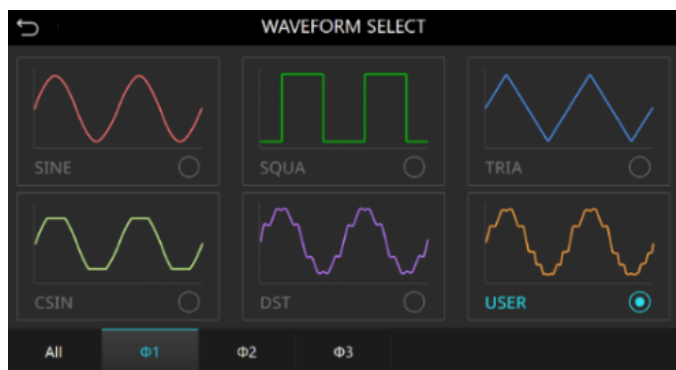 WAVEFORM SELECT
SINE
SQUA
TRIA
CSIN
DST
USER
All
Φ1
Φ2
Φ3